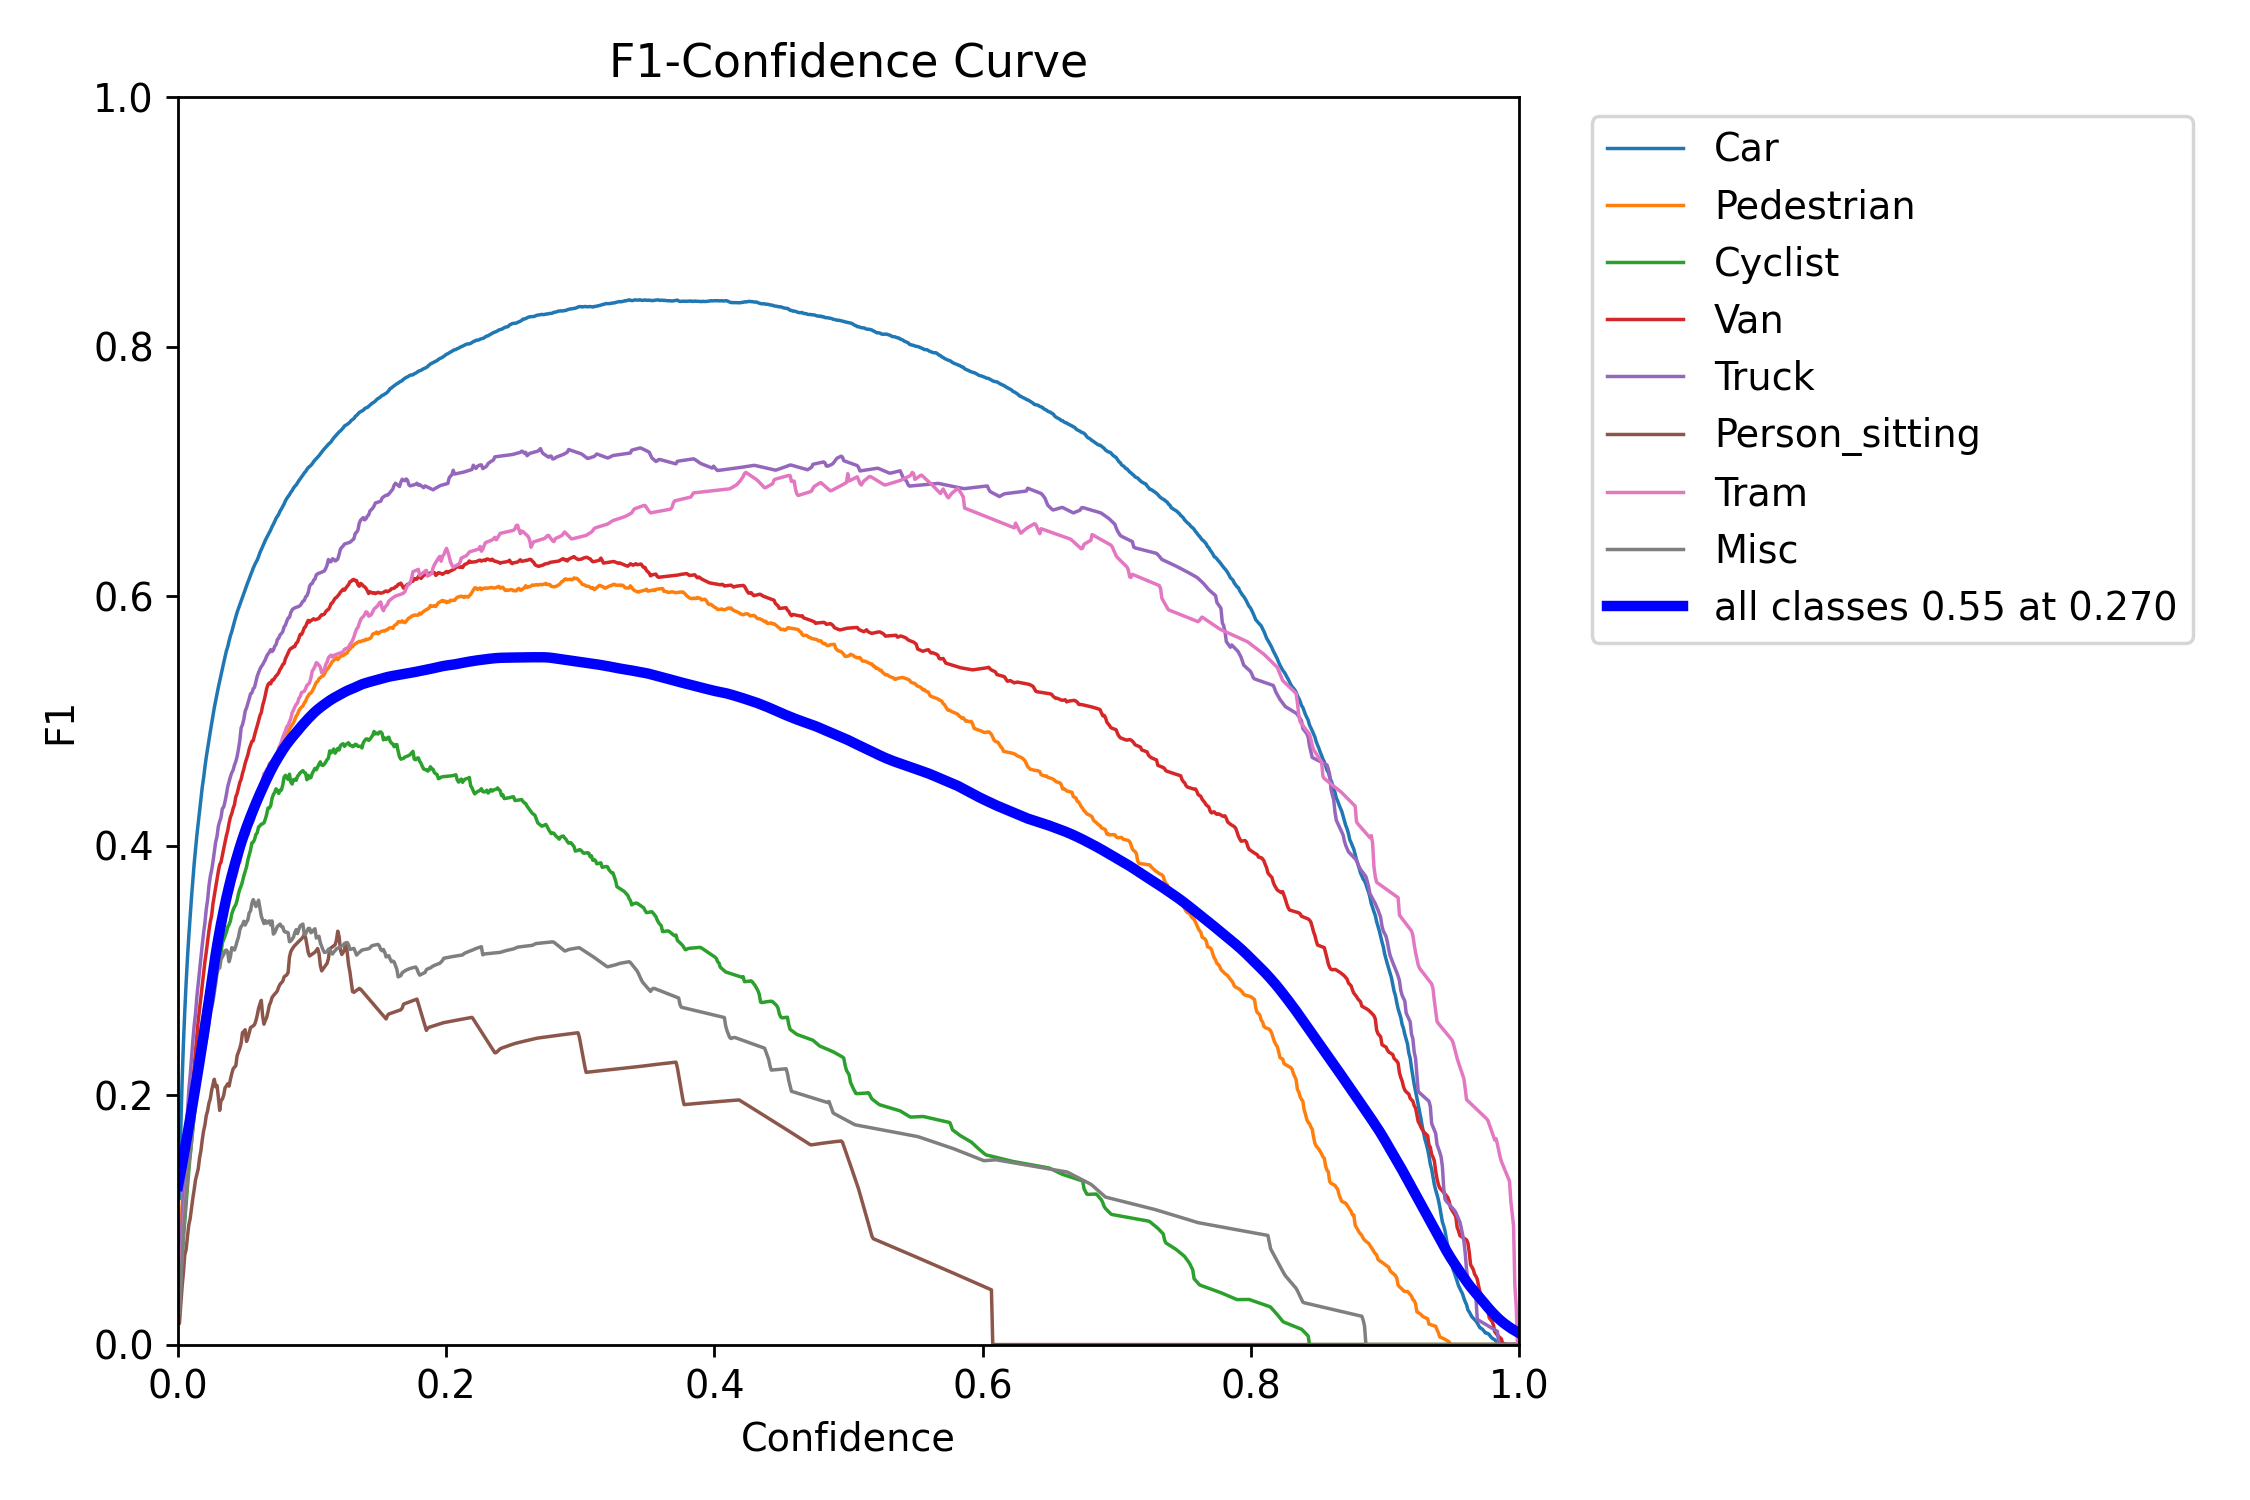 F1-Confidence Curve
1.0
0.8
0.6
0.4
0.2
0.0
F1
0.0 0.2 0.4 0.6 0.8 1.0
Confidence
Car
Pedestrian
Cyclist
Van
Truck
Person_sitting
Tram
Misc
all classes 0.55 at 0.270